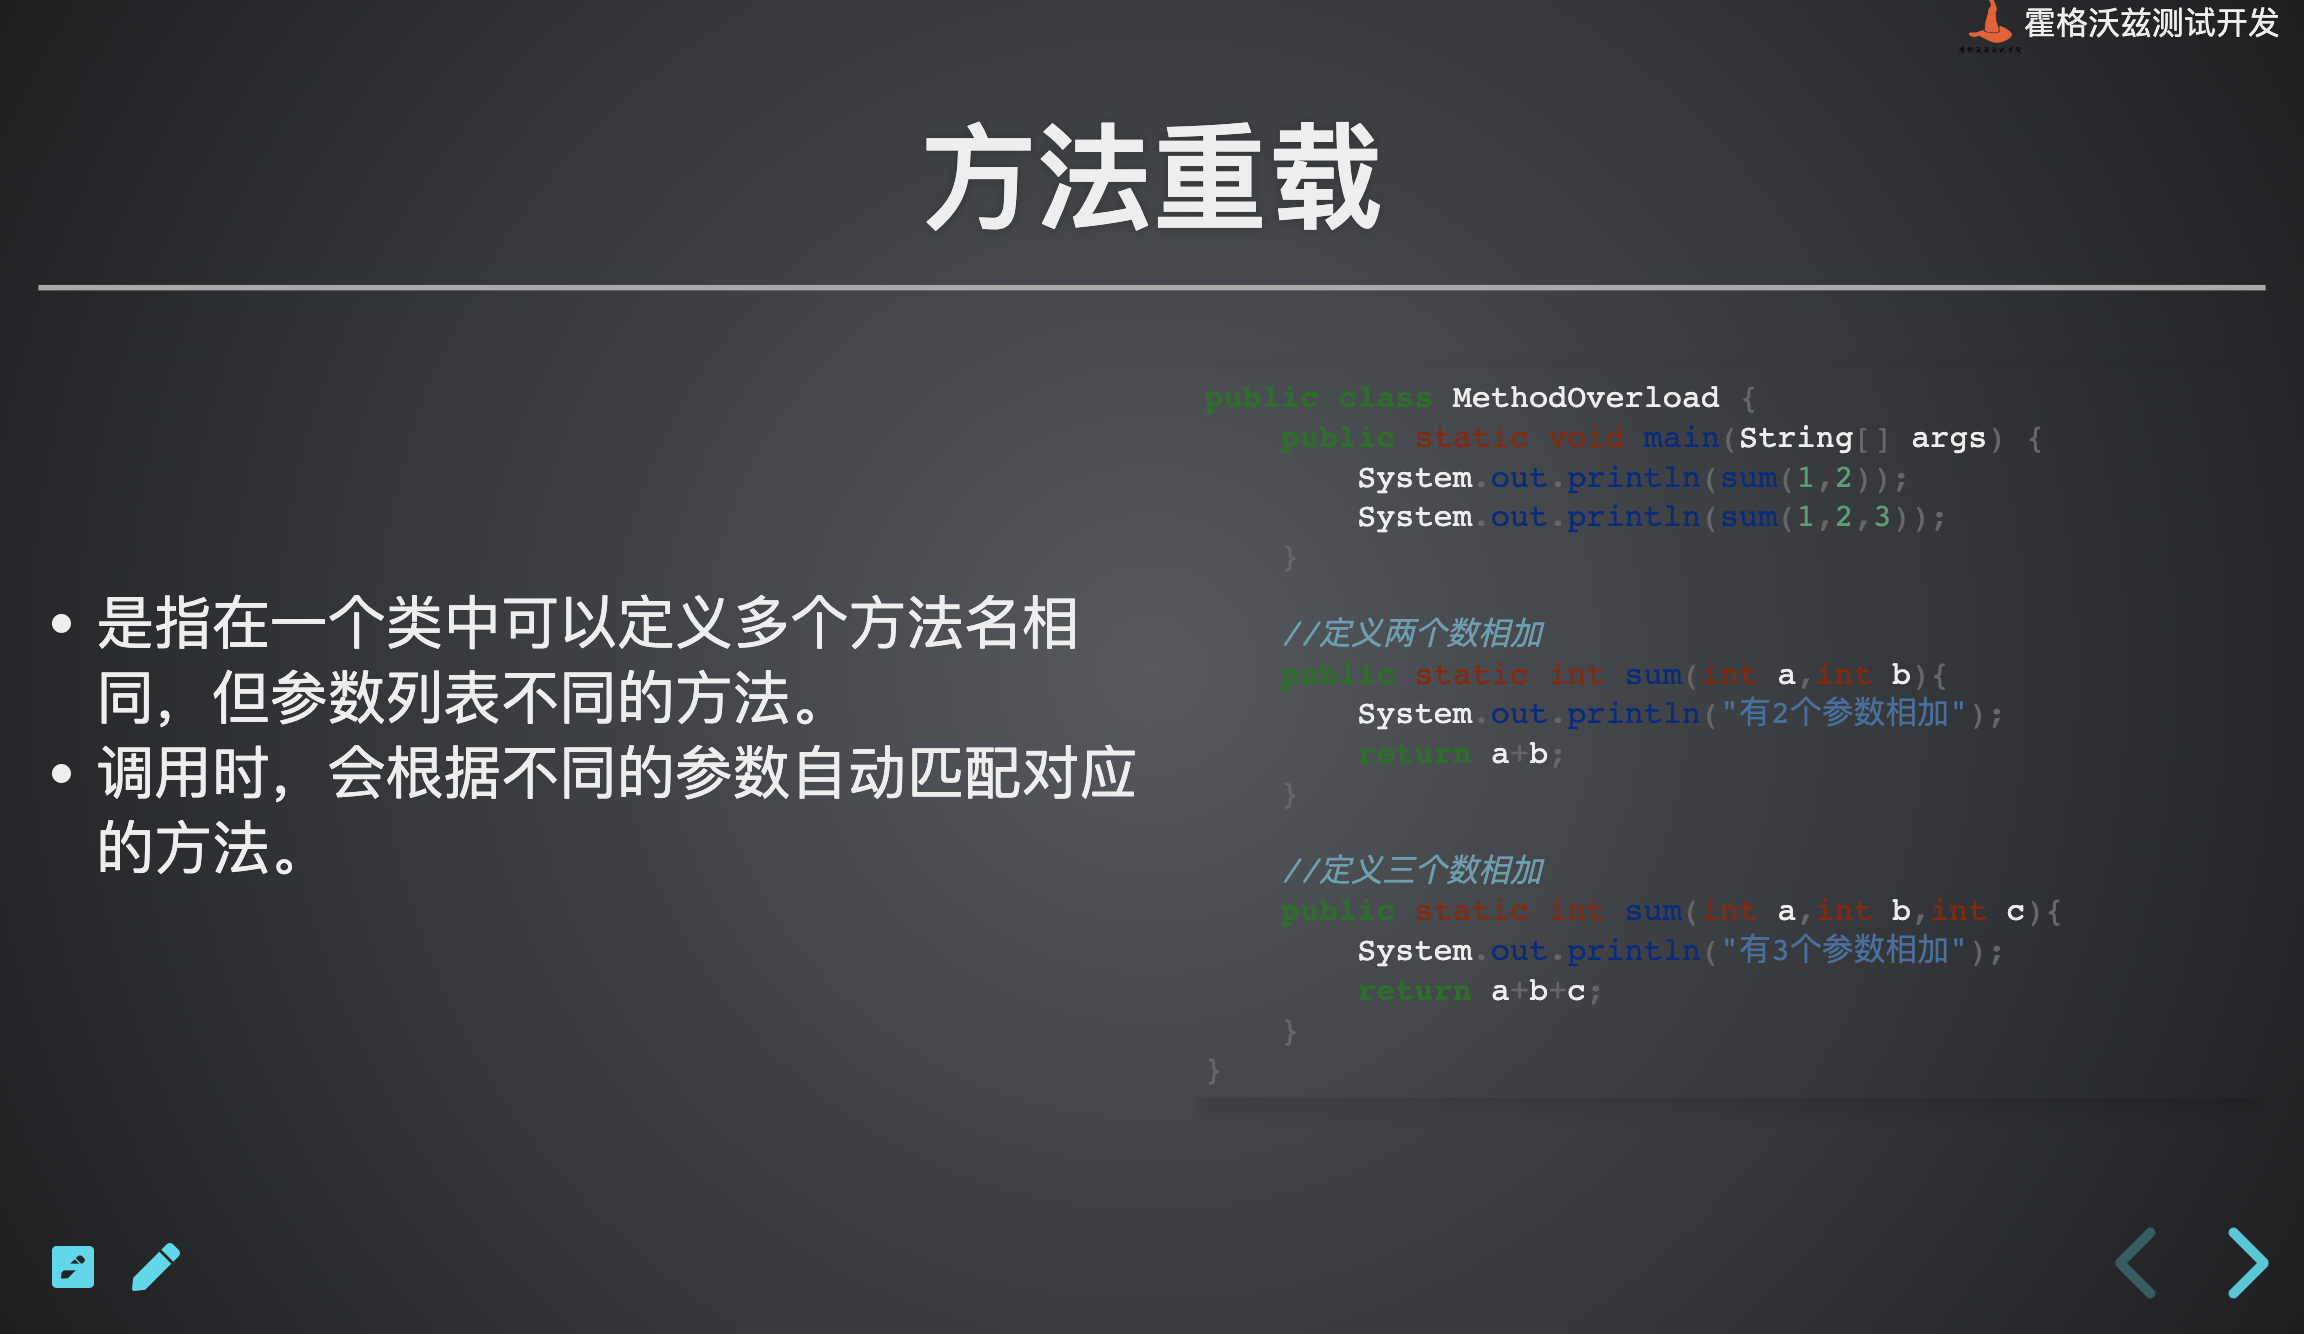 霍格沃兹测试开发
方法重载
是指在一个类中可以定义多个方法名相
同，但参数列表不同的方法。
调用时，会根据不同的参数自动匹配对应
的方法。
public class MethodOverload {
    public static void main(String[] args) {
        System.out.println(sum(1,2));
        System.out.println(sum(1,2,3));
    }
    //定义两个数相加
    public static int sum(int a,int b){
        System.out.println("有2个参数相加");
        return a+b;
    }
    //定义三个数相加
    public static int sum(int a,int b,int c){
        System.out.println("有3个参数相加");
        return a+b+c;
    }
}